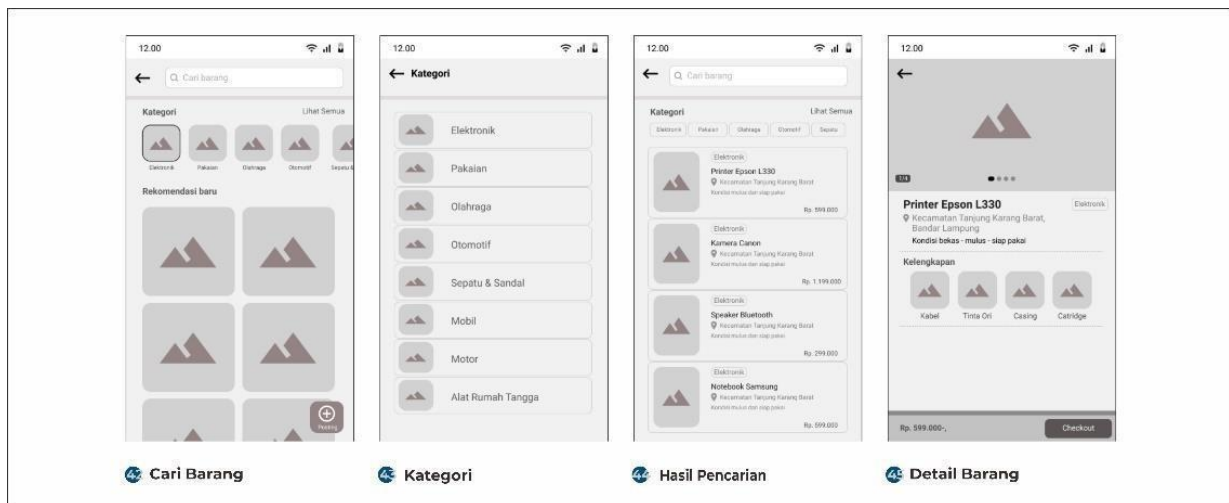 12.00
Cari barang
Kategori
Lihat Semua
Elektronik
Pakaian
Olahraga
Otomotif
Sepatu
Rekomendasi baru
Posting
42 Cari Barang
12.00
Kategori
Elektronik
Pakaian
Olahraga
Otomotif
Sepatu & Sandal
Mobil
Motor
Alat Rumah Tangga
43 Kategori
12.00
Cari barang
Kategori
Lihat Semua
Elektronik
Pakaian
Olahraga
Otomotif
Sepatu
Elektronik
Printer Epson L330
Kecamatan Tanjung Karang Barat
Kondisi mulus dan siap pakai
Rp. 599.000
Elektronik
Kamera Canon
Kecamatan Tanjung Karang Barat
Kondisi mulus dan siap pakai
Rp. 1.199.000
Elektronik
Speaker Bluetooth
Kecamatan Tanjung Karang Barat
Kondisi mulus dan siap pakai
Rp. 299.000
Elektronik
Notebook Samsung
Kecamatan Tanjung Karang Barat
Kondisi mulus dan siap pakai
Rp. 599.000
44 Hasil Pencarian
12.00
1/4
Printer Epson L330
Elektronik
Kecamatan Tanjung Karang Barat,
Bandar Lampung
Kondisi bekas - mulus - siap pakai
Kelengkapan
Kabel
Tinta Ori
Casing
Catridge
Rp. 599.000-,
Checkout
45 Detail Barang